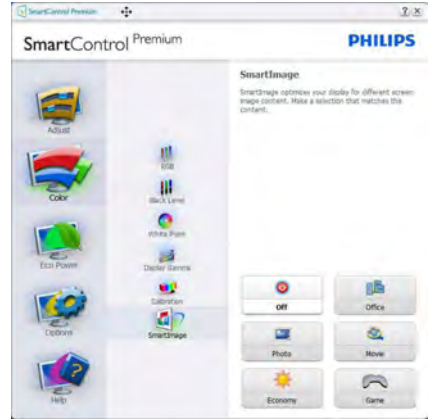 SmartControl Premium
SmartControl Premium
PHILIPS
SmartImage
SmartImage optimizes your display for different screen
image content. Make a selection that matches the
content.
Adjust
Color
Eco Power
Options
Help
RGB
Black Level
White Point
Display Gamma
Calibration
SmartImage
Off
Office
Photo
Movie
Economy
Game